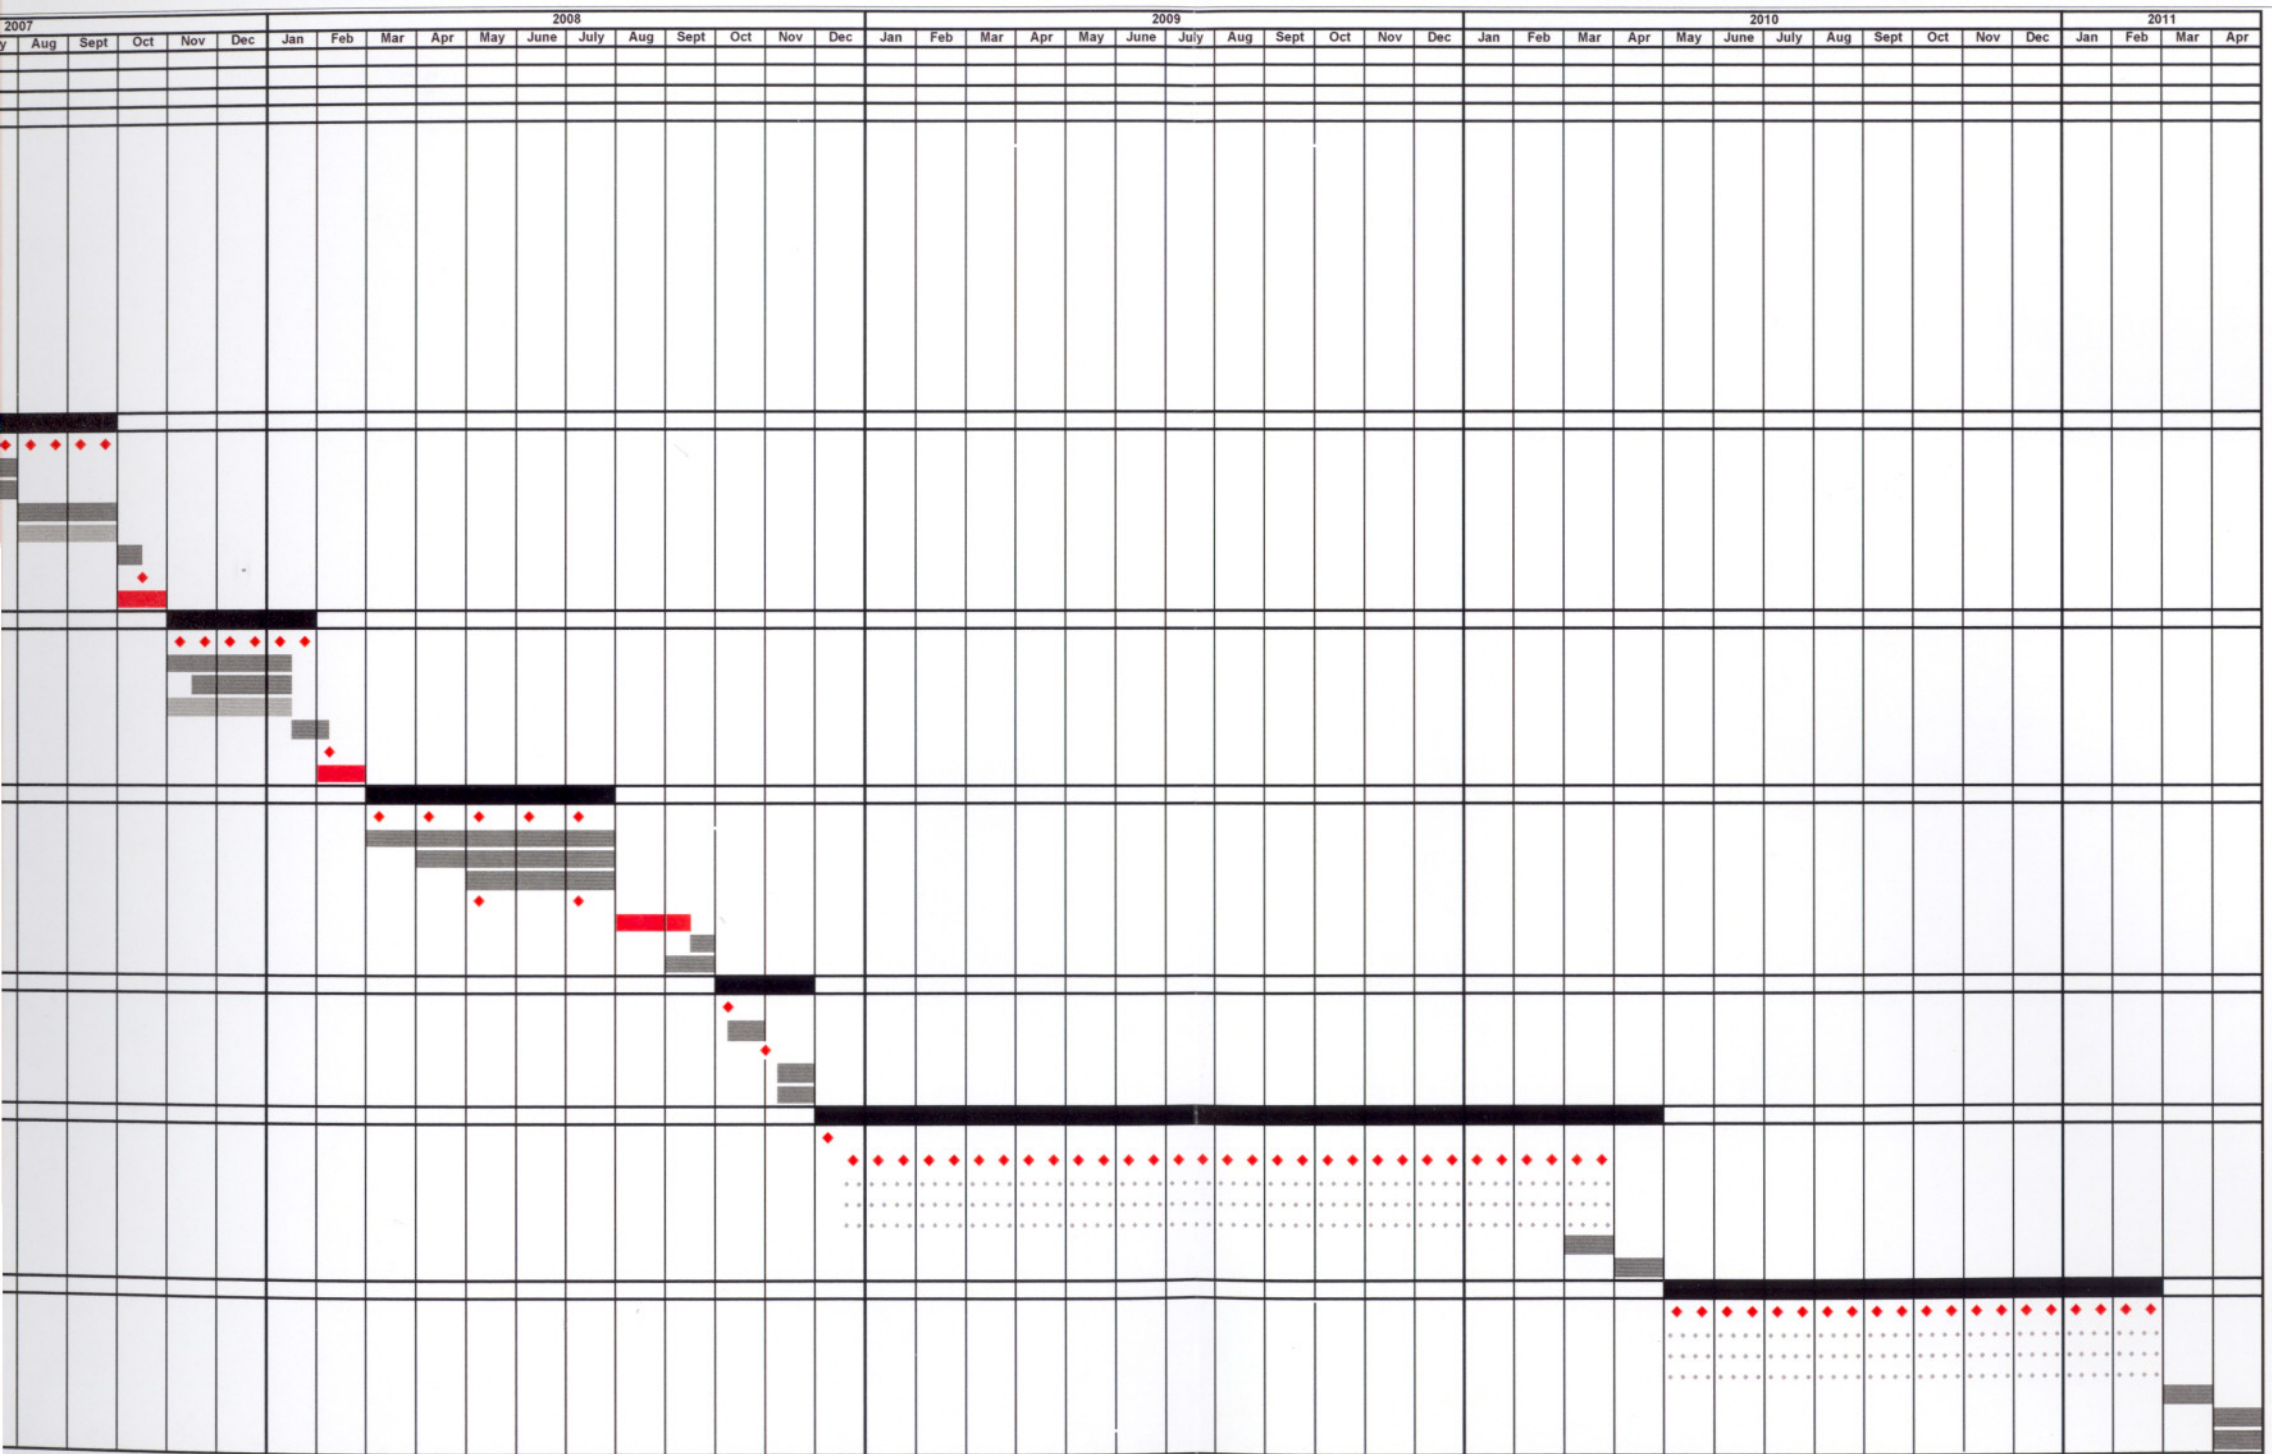 2007 2008 2009 2010 2011
y Aug Sept Oct Nov Dec Jan Feb Mar Apr May June July Aug Sept Oct Nov Dec Jan Feb Mar Apr May June July Aug Sept Oct Nov Dec Jan Feb Mar Apr May June July Aug Sept Oct Nov Dec Jan Feb Mar Apr